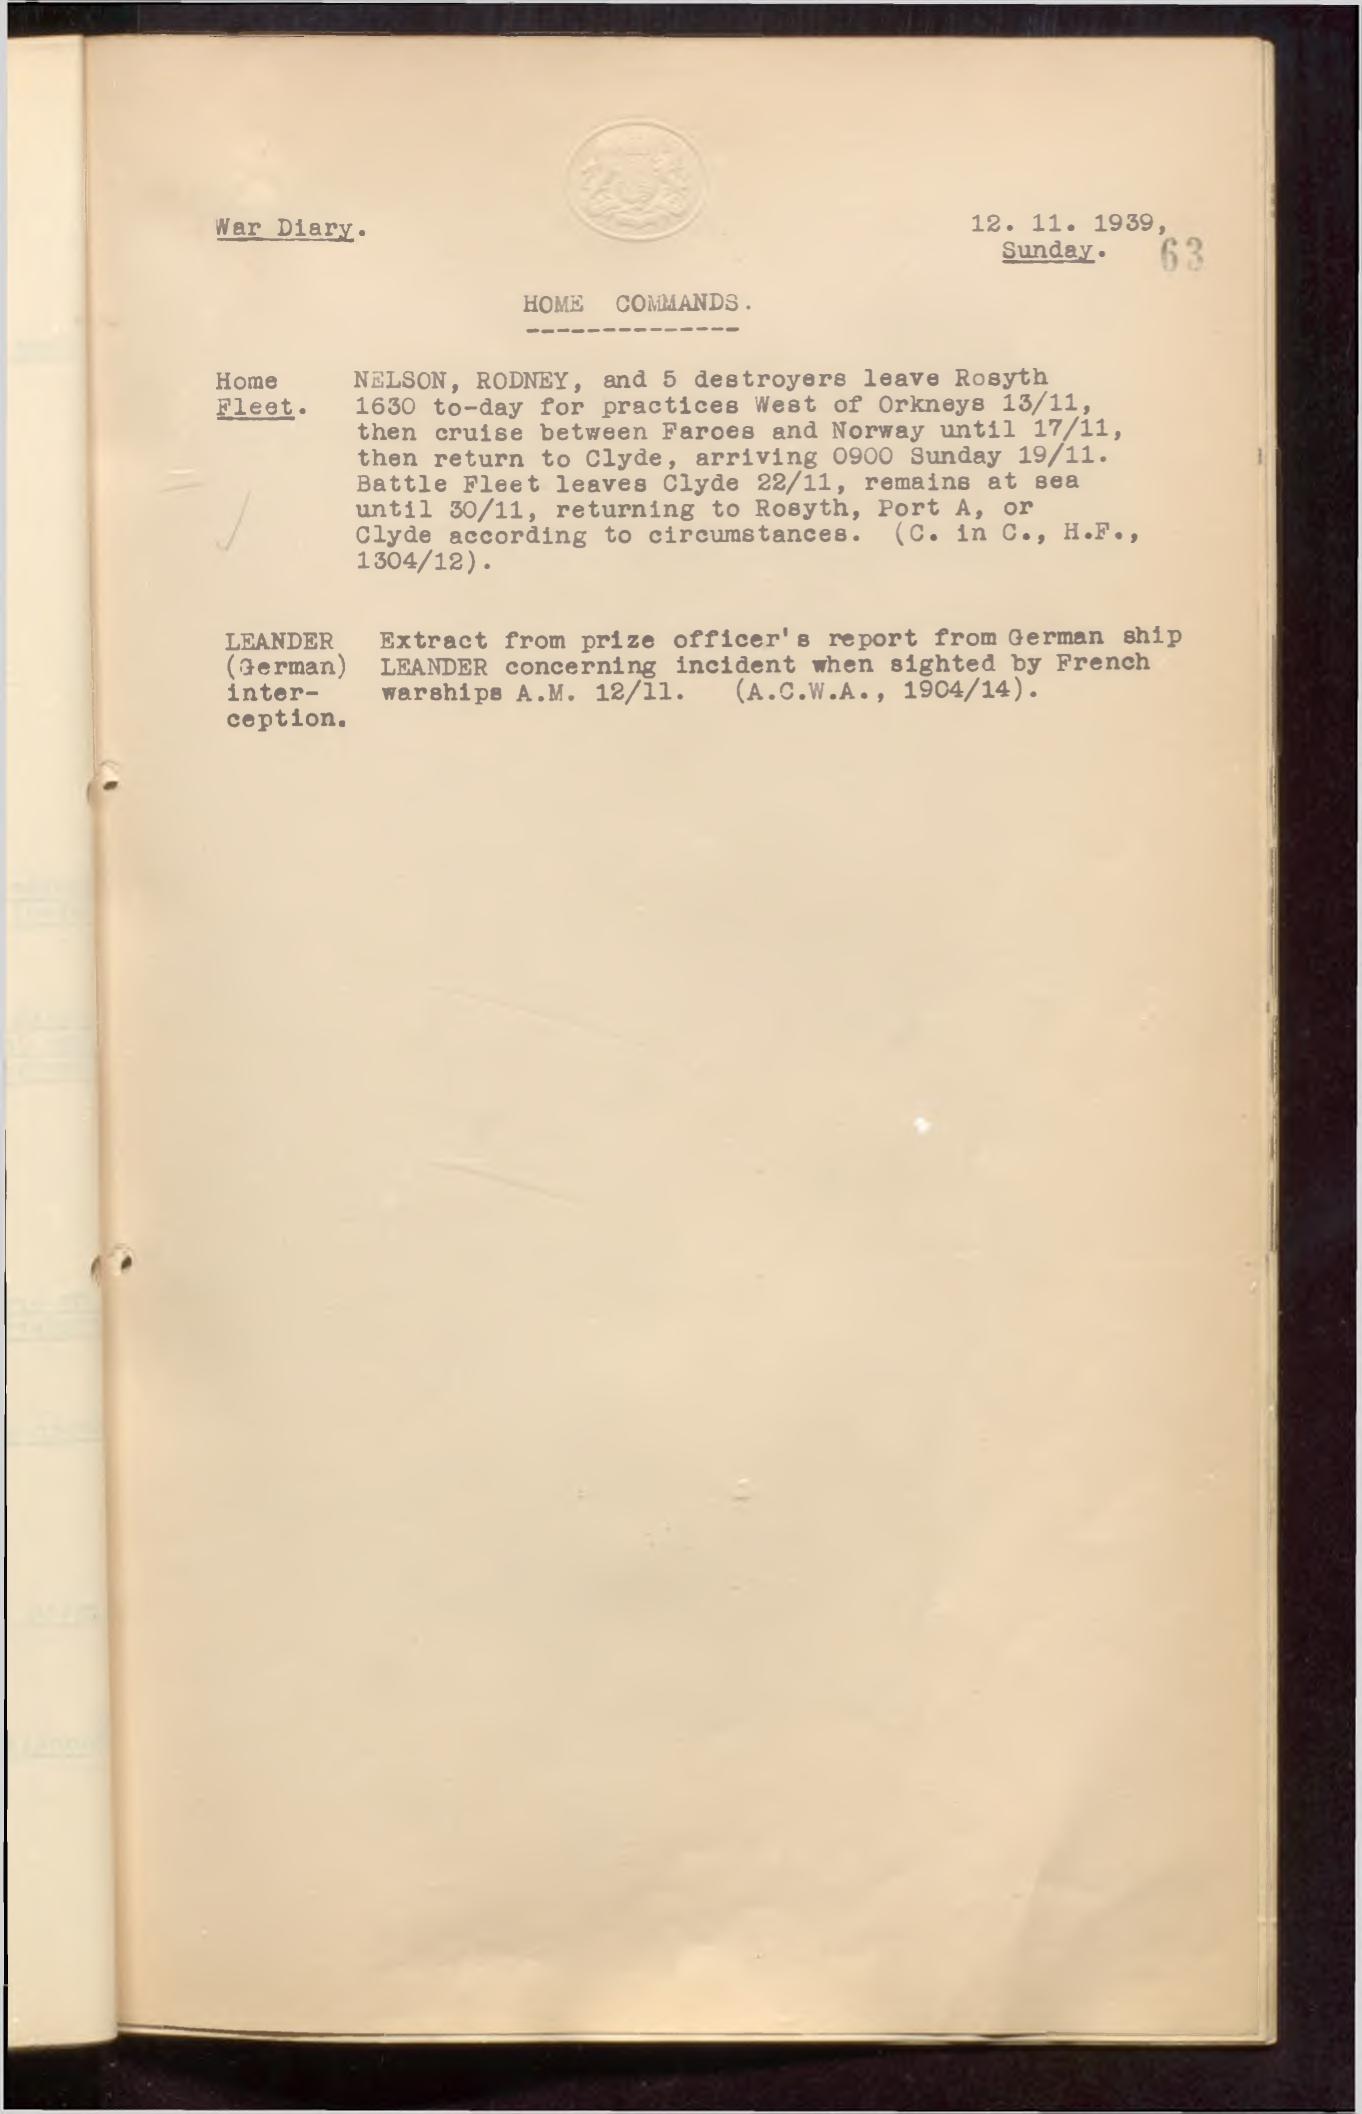 War Diary.
12. 11. 1939,
Sunday.
63
HOME COMMANDS.
--------------
Home
Fleet.
NELSON, RODNEY, and 5 destroyers leave Rosyth
1630 to-day for practices West of Orkneys 13/11,
then cruise between Faroes and Norway until 17/11,
then return to Clyde, arriving 0900 Sunday 19/11.
Battle Fleet leaves Clyde 22/11, remains at sea
until 30/11, returning to Rosyth, Port A, or
Clyde according to circumstances. (C. in C., H.F.,
1304/12).
LEANDER
(German)
inter-
ception.
Extract from prize officer's report from German ship
LEANDER concerning incident when sighted by French
warships A.M. 12/11. (A.C.W.A., 1904/14).